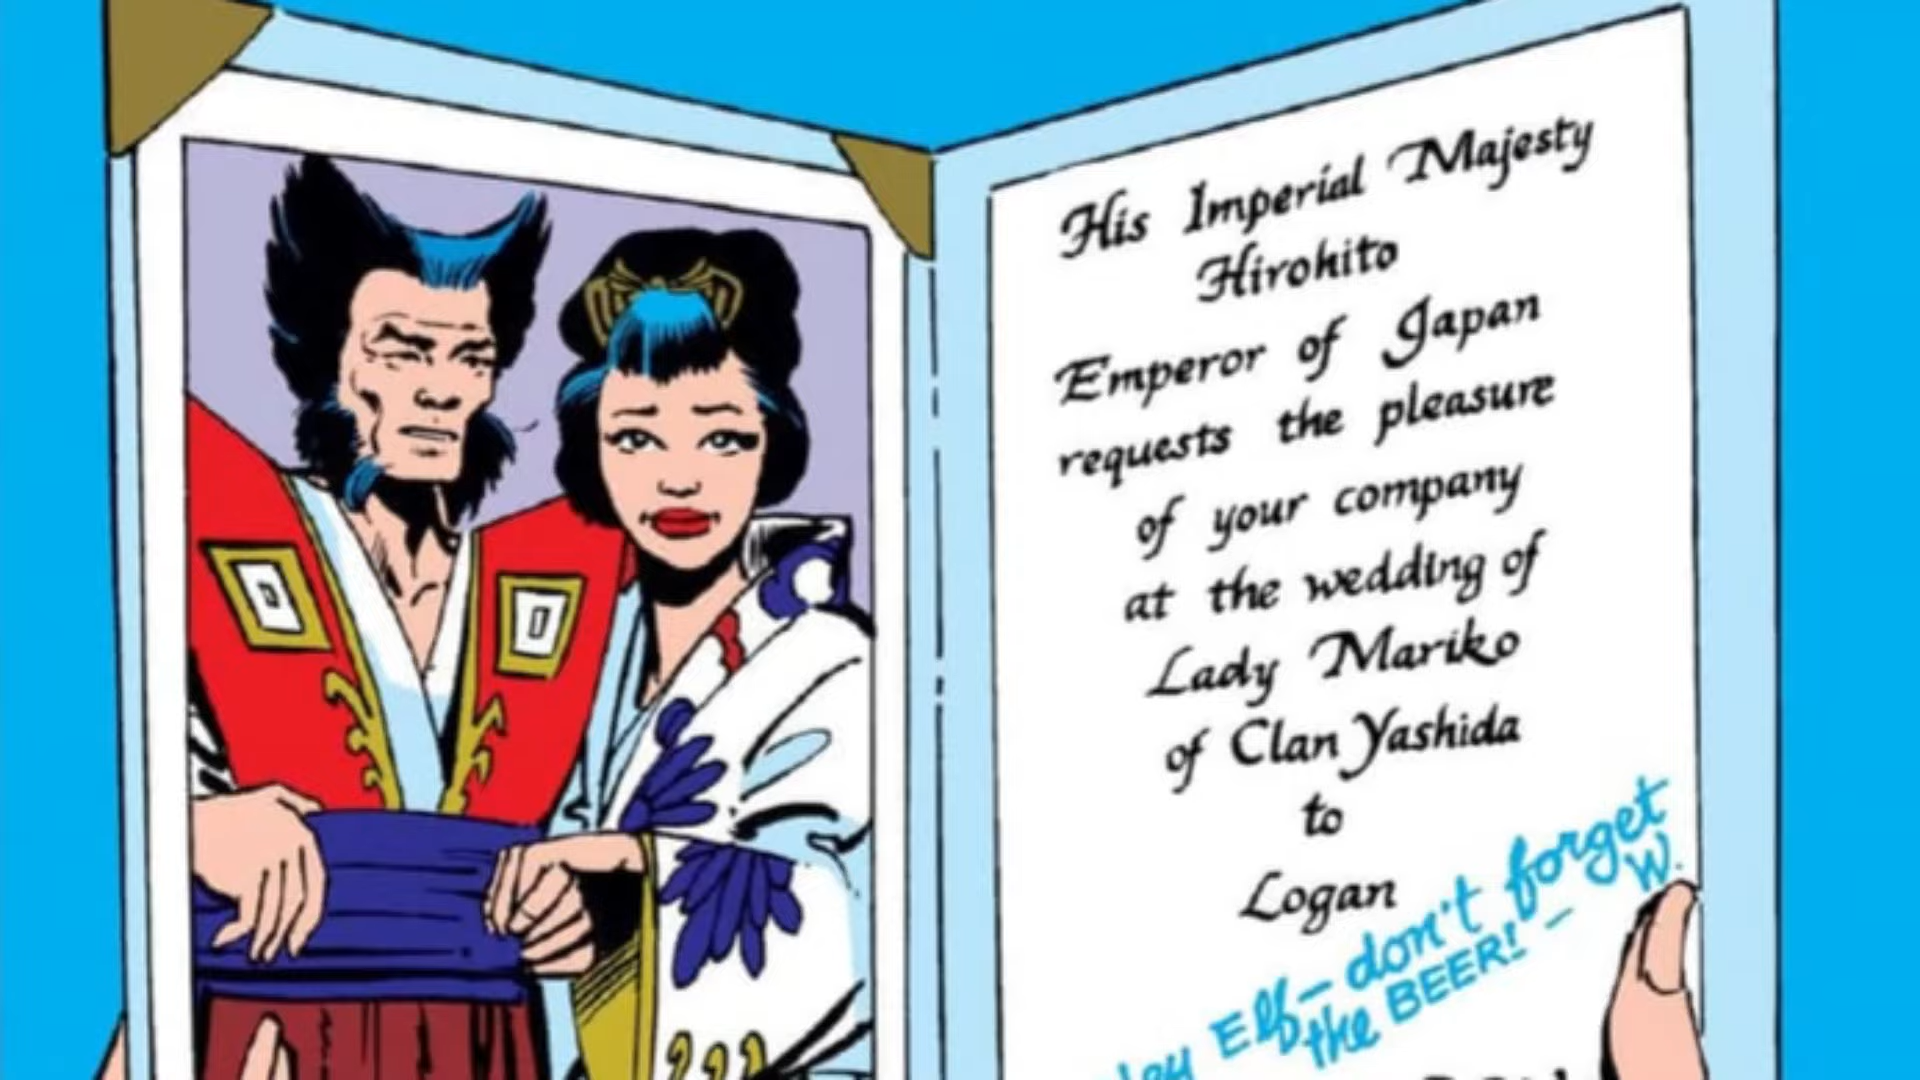 His Imperial Majesty
Hirohito
Emperor of Japan
requests the pleasure
of your company
at the wedding of
Lady Mariko
of Clan Yashida
to
Logan
Elf— don't forget
the BEER! —
W.